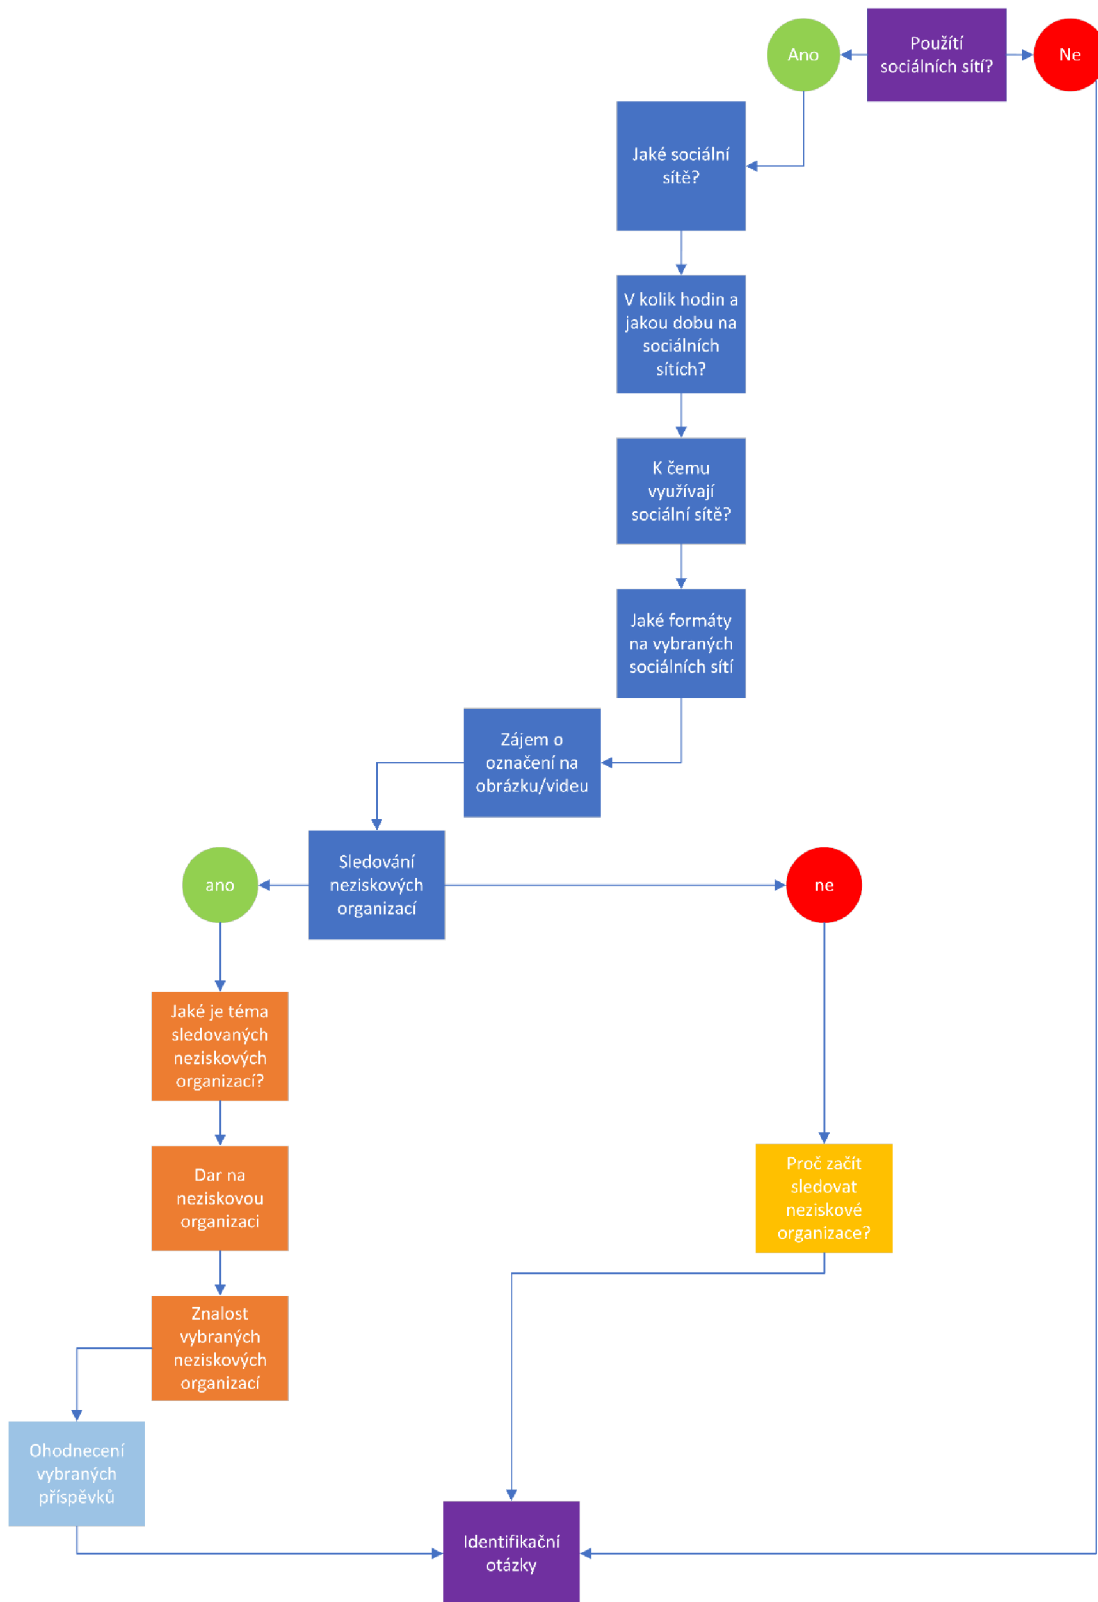 Ano
Použítí
sociálních sítí?
Ne
Jaké sociální
sítě?
V kolik hodin a
jakou dobu na
sociálních
sítích?
K čemu
využívají
sociální sítě?
Jaké formáty
na vybraných
sociálních sítí
Zájem o
označení na
obrázku/videu
Sledování
neziskových
organizací
ano
ne
Jaké je téma
sledovaných
neziskových
organizací?
Dar na
neziskovou
organizaci
Proč začít
sledovat
neziskové
organizace?
Znalost
vybraných
neziskových
organizací
Ohodnecení
vybraných
příspěvků
Identifikační
otázky